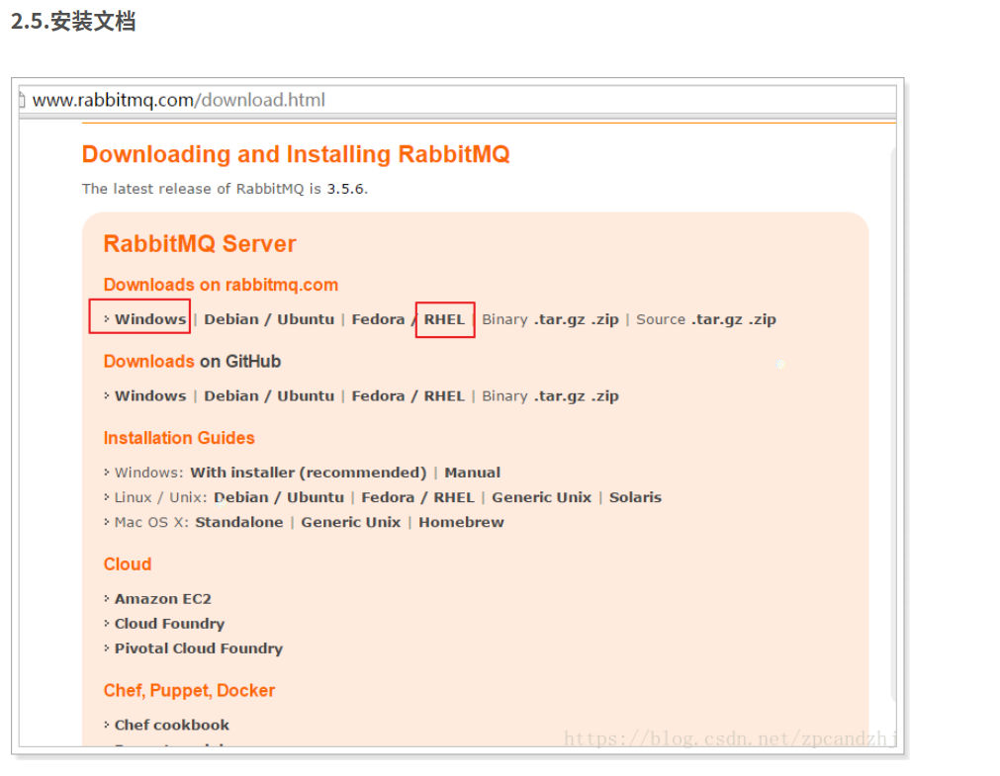 2.5.安装文档
www.rabbitmq.com/download.html
Downloading and Installing RabbitMQ
The latest release of RabbitMQ is 3.5.6.
RabbitMQ Server
Downloads on rabbitmq.com
Windows | Debian / Ubuntu | Fedora / RHEL | Binary .tar.gz .zip | Source .tar.gz .zip
Downloads on GitHub
Windows | Debian / Ubuntu | Fedora / RHEL | Binary .tar.gz .zip
Installation Guides
Windows: With installer (recommended) | Manual
Linux / Unix: Debian / Ubuntu | Fedora / RHEL | Generic Unix | Solaris
Mac OS X: Standalone | Generic Unix | Homebrew
Cloud
Amazon EC2
Cloud Foundry
Pivotal Cloud Foundry
Chef, Puppet, Docker
Chef cookbook
https://blog.csdn.net/zpcandzhj